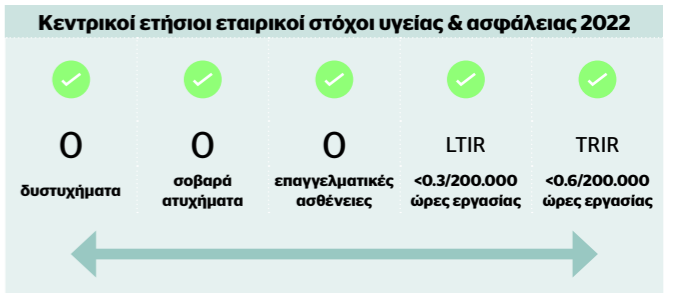 Κεντρικοί ετήσιοι εταιρικοί στόχοι υγείας & ασφάλειας 2022
0
δυστυχήματα
0
σοβαρά
ατυχήματα
0
επαγγελματικές
ασθένειες
LTIR
<0.3/200.000
ώρες εργασίας
TRIR
<0.6/200.000
ώρες εργασίας